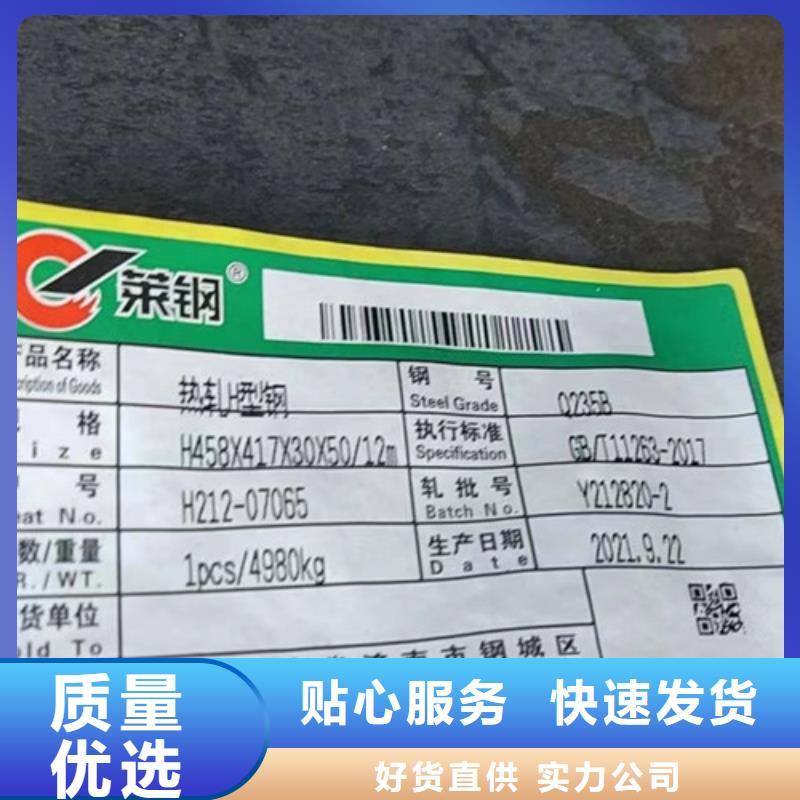 莱钢®
品名称 热轧H型钢 钢号 Q235B
cription of Goods Steel Grade
格 H458X417X30X50/12m 执行标准 GB/T11263-2017
ize Specification
号 H212-07065 轧批号 Y212820-2
eat No. Batch No.
数/重量 1pcs/4980kg 生产日期 2021.9.22
R./WT. Date
货单位
old To
市钢城区
质量
优选
贴心服务 快速发货
好货直供 实力公司